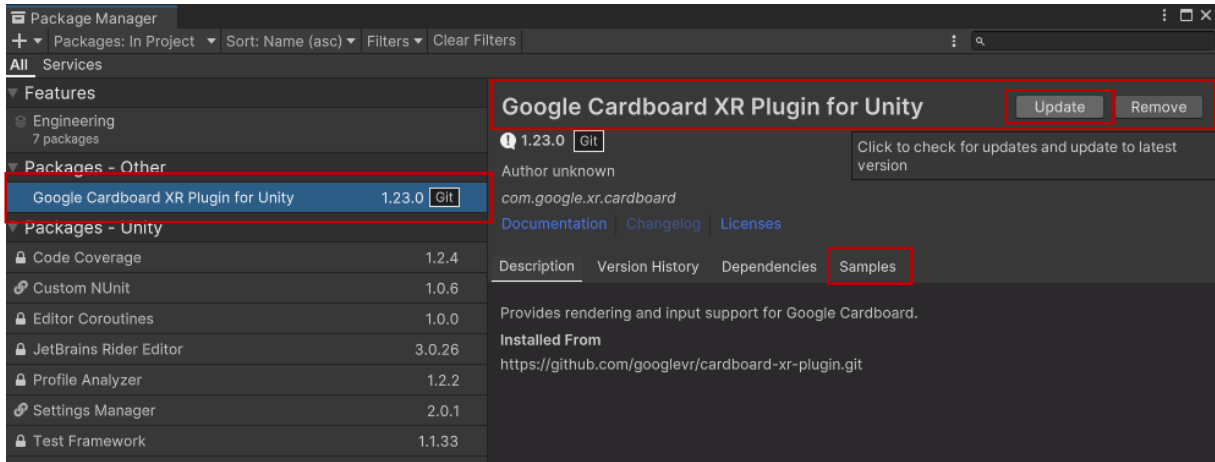 Package Manager
+ Packages: In Project Sort: Name (asc) Filters Clear Filters
All Services
Features
Engineering
7 packages
Packages - Other
Google Cardboard XR Plugin for Unity 1.23.0 Git
Packages - Unity
Code Coverage 1.2.4
Custom NUnit 1.0.6
Editor Coroutines 1.0.0
JetBrains Rider Editor 3.0.26
Profile Analyzer 1.2.2
Settings Manager 2.0.1
Test Framework 1.1.33
Google Cardboard XR Plugin for Unity Update Remove
1.23.0 Git
Click to check for updates and update to latest
version
Author unknown
com.google.xr.cardboard
Documentation Changelog Licenses
Description Version History Dependencies Samples
Provides rendering and input support for Google Cardboard.
Installed From
https://github.com/googlevr/cardboard-xr-plugin.git